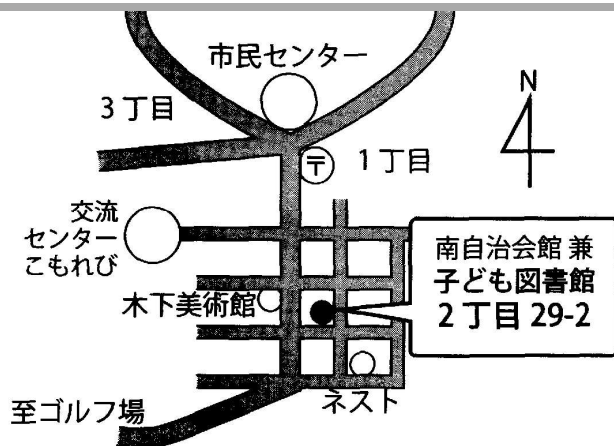 市民センター
N
3丁目
〒
1丁目
交流
センター
こもれび
南自治会館 兼
子ども図書館
2丁目 29-2
木下美術館
ネスト
至ゴルフ場